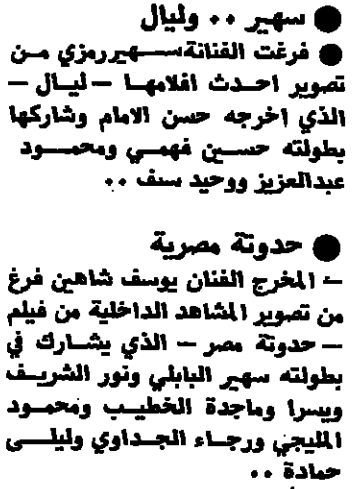 ● سهير .. وليال
● فرغت الفنانة سهير رمزي من
تصوير احدث افلامها — ليال —
الذي اخرجه حسن الامام وشاركها
بطولته حسين فهمي ومحمود
عبدالعزيز ووحيد سيف ..
● حدوتة مصرية
— المخرج الفنان يوسف شاهين فرغ
من تصوير المشاهد الداخلية من فيلم
— حدوتة مصر — الذي يشارك في
بطولته سهير البابلي ونور الشريف
ويسرا وماجدة الخطيب ومحمود
المليجي ورجاء الجداوي وليلى
حمادة ..